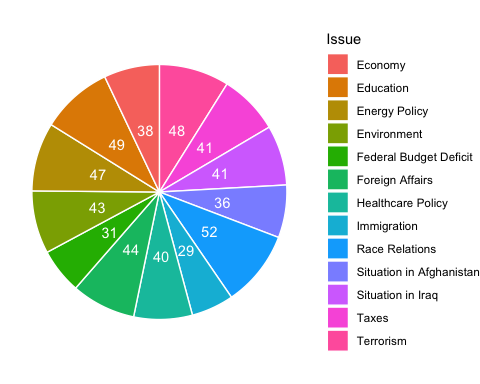 Issue
Economy
Education
Energy Policy
Environment
Federal Budget Deficit
Foreign Affairs
Healthcare Policy
Immigration
Race Relations
Situation in Afghanistan
Situation in Iraq
Taxes
Terrorism
38
48
49
41
47
41
43
36
31
52
44
40
29